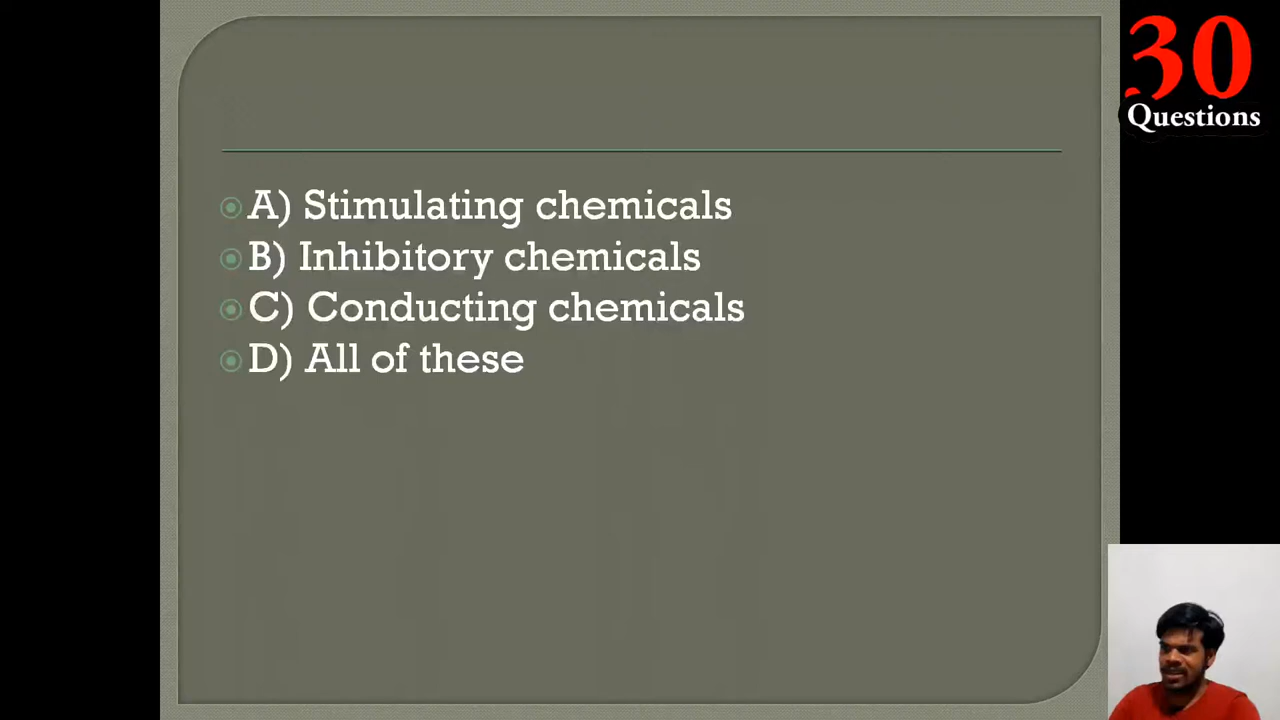 30
Questions
A) Stimulating chemicals
B) Inhibitory chemicals
C) Conducting chemicals
D) All of these